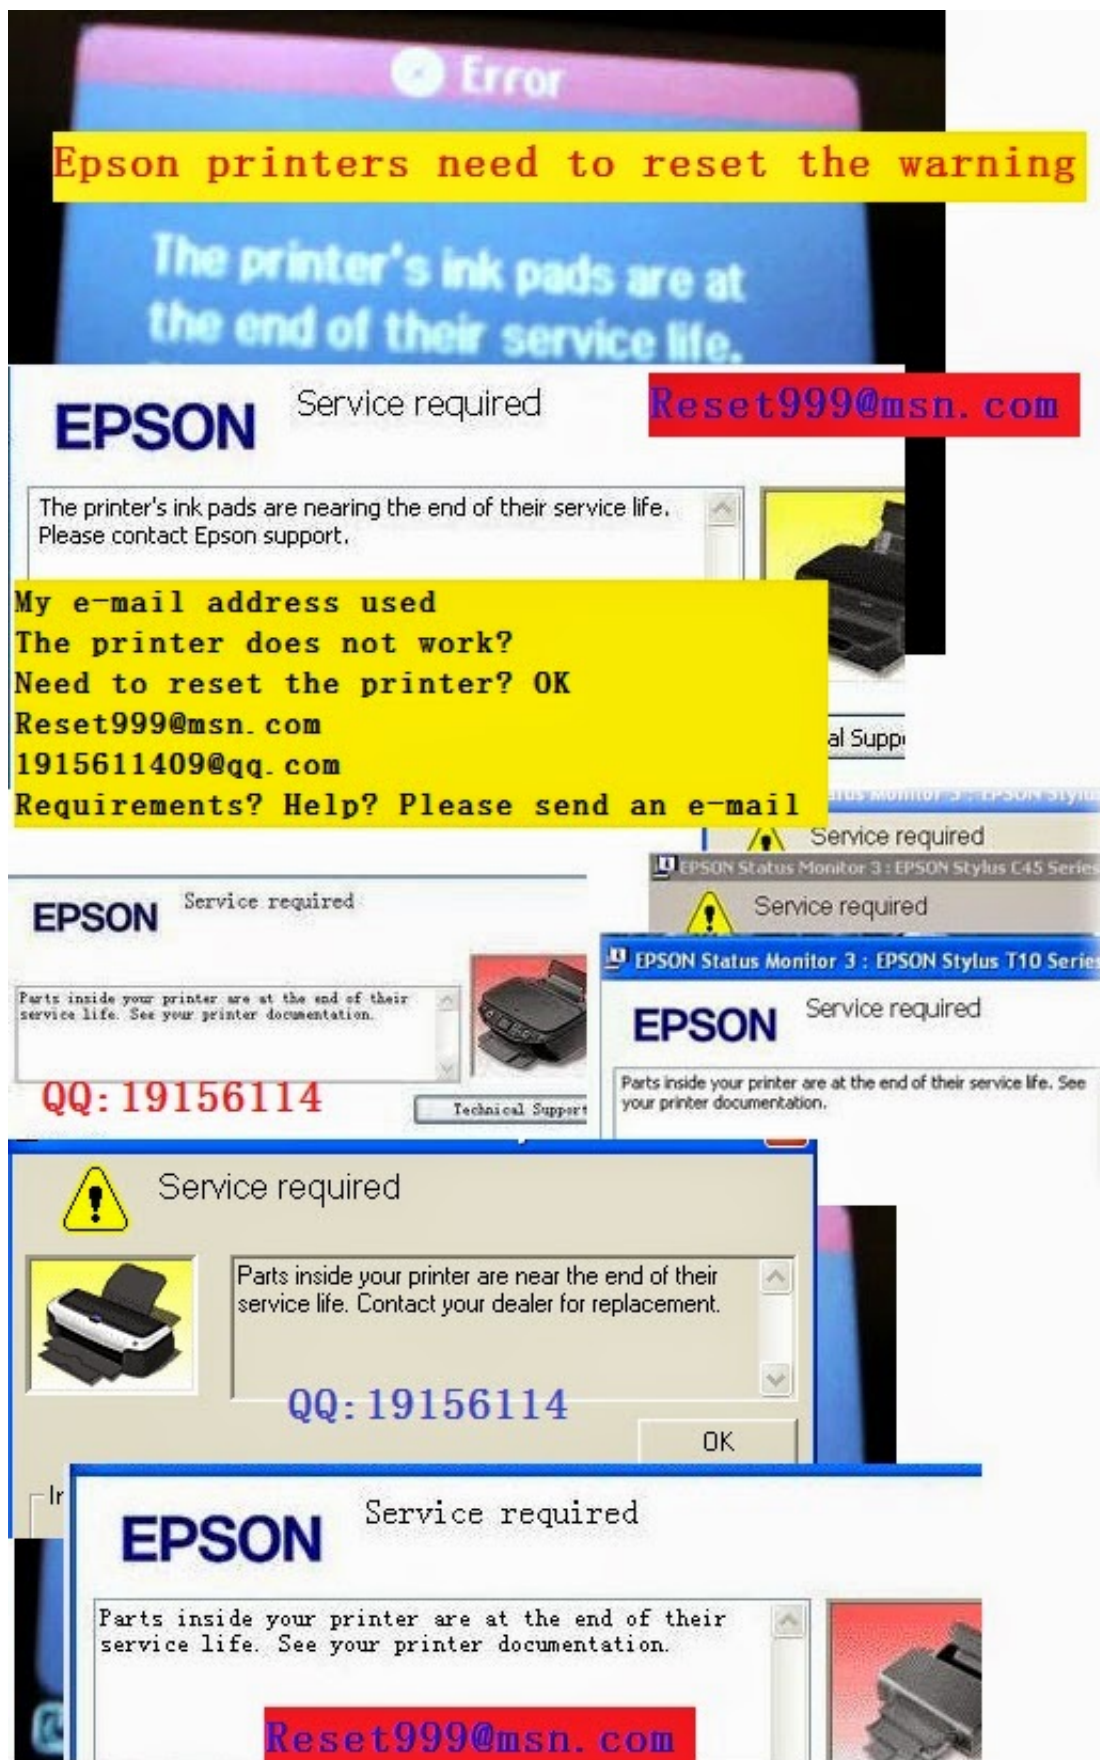 Error
Epson printers need to reset the warning
The printer's ink pads are at
the end of their service life.
EPSON
Service required
Reset999@msn.com
The printer's ink pads are nearing the end of their service life.
Please contact Epson support.
My e-mail address used
The printer does not work?
Need to reset the printer? OK
Reset999@msn.com
1915611409@qq.com
Requirements? Help? Please send an e-mail
al Supp
Status Monitor 3 : EPSON Stylu
Service required
EPSON Status Monitor 3 : EPSON Stylus C45 Series
Service required
EPSON
Service required
EPSON Status Monitor 3 : EPSON Stylus T10 Series
EPSON
Service required
Parts inside your printer are at the end of their
service life. See your printer documentation.
Parts inside your printer are at the end of their service life. See
your printer documentation.
QQ:19156114
Technical Support
Service required
Parts inside your printer are near the end of their
service life. Contact your dealer for replacement.
QQ:19156114
OK
In
EPSON
Service required
Parts inside your printer are at the end of their
service life. See your printer documentation.
Reset999@msn.com